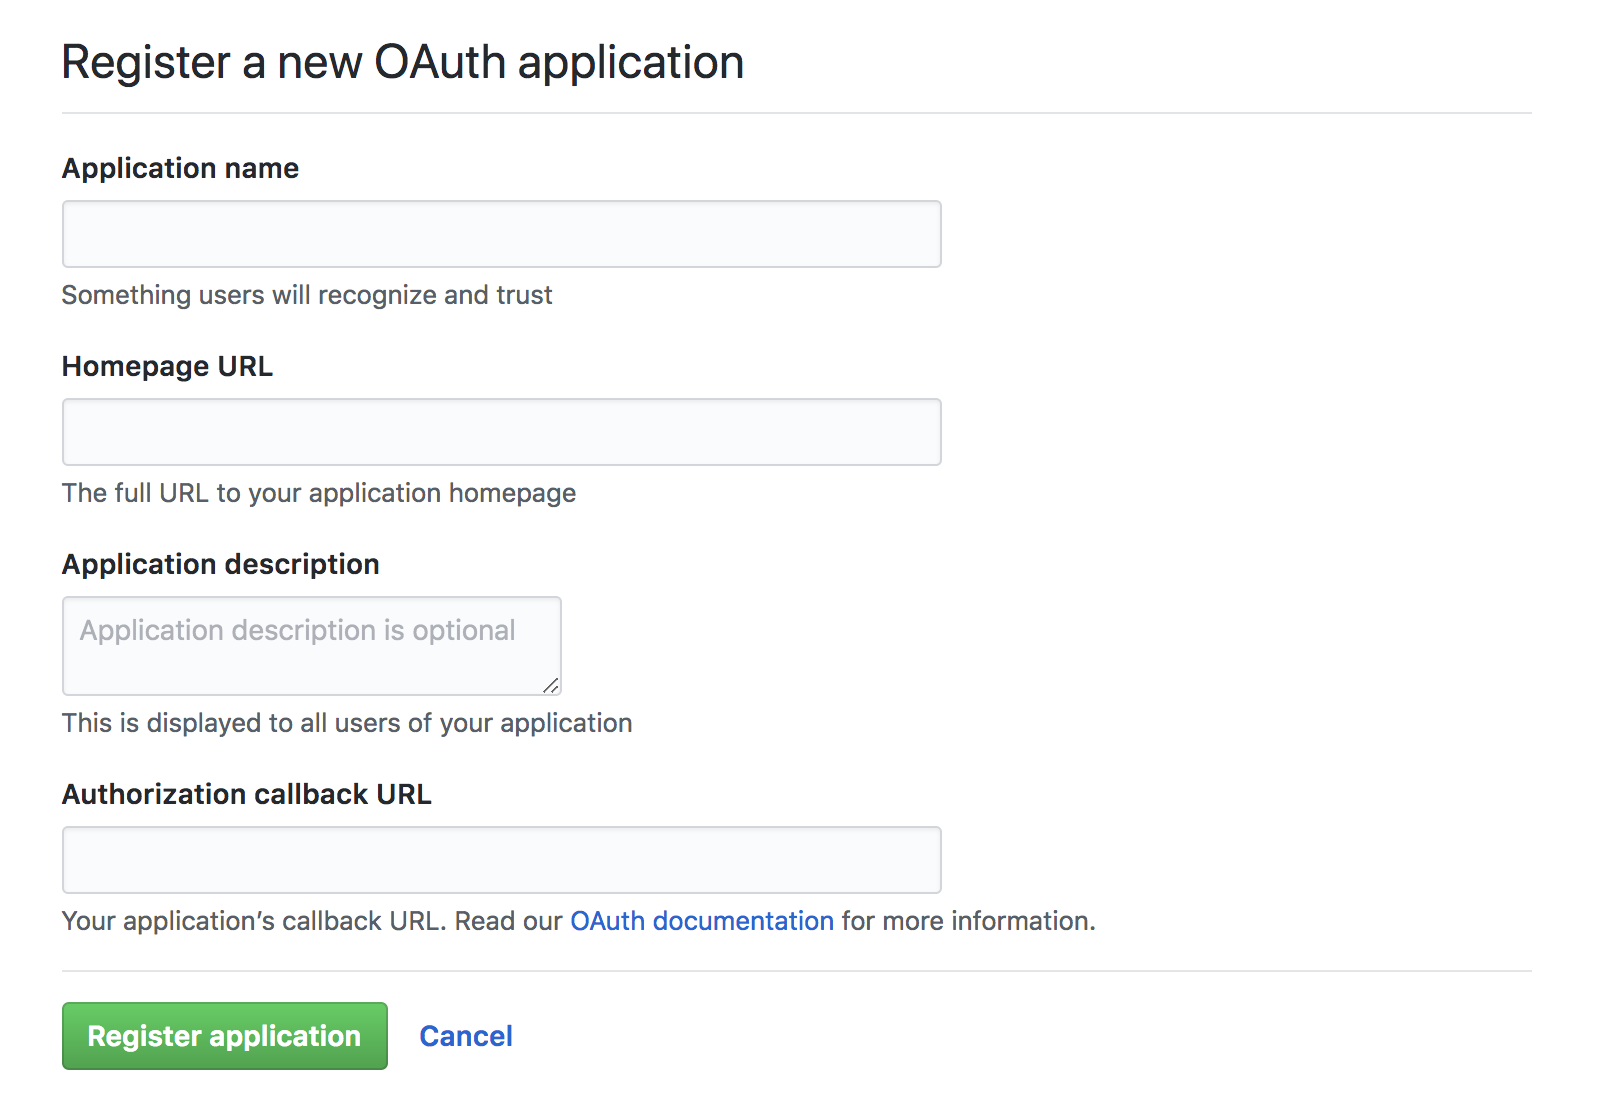 Register a new OAuth application
Application name
Something users will recognize and trust
Homepage URL
The full URL to your application homepage
Application description
Application description is optional
This is displayed to all users of your application
Authorization callback URL
Your application’s callback URL. Read our OAuth documentation for more information.
Register application Cancel